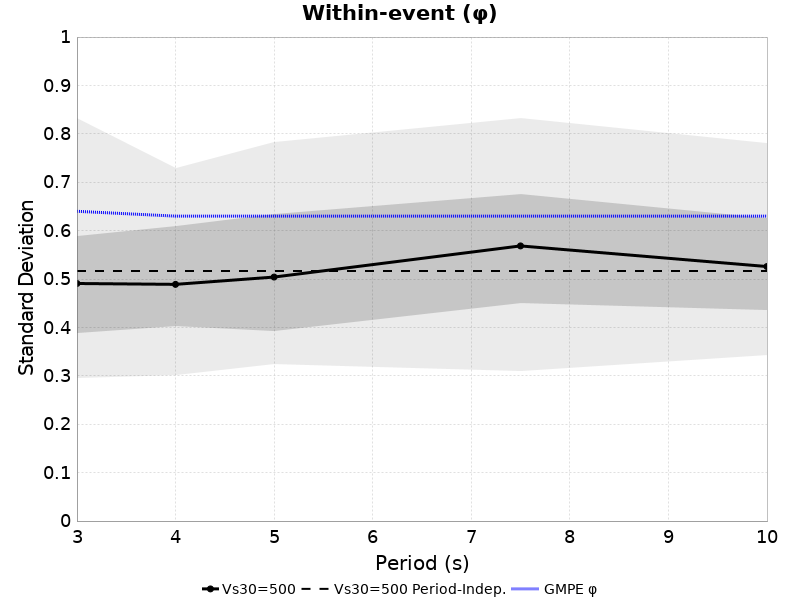 Within-event (φ)
1
0.9
0.8
0.7
0.6
0.5
0.4
0.3
0.2
0.1
0
Standard Deviation
3 4 5 6 7 8 9 10
Period (s)
Vs30=500 Vs30=500 Period-Indep. GMPE φ